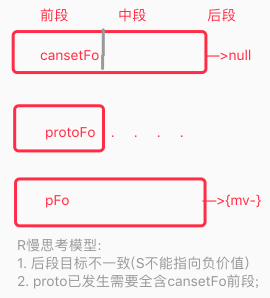 前段 中段 后段
cansetFo —>null
protoFo . . . .
pFo —>{mv-}
R慢思考模型:
1. 后段目标不一致(S不能指向负价值)
2. proto已发生需要全含cansetFo前段;